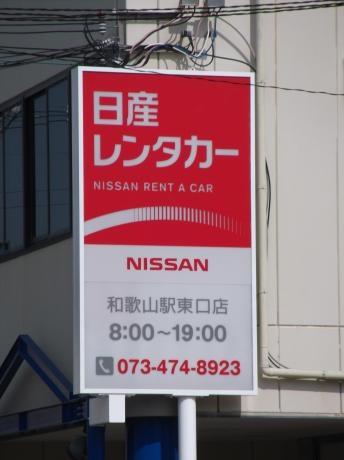 日産
レンタカー
NISSAN RENT A CAR
NISSAN
和歌山駅東口店
8:00~19:00
073-474-8923